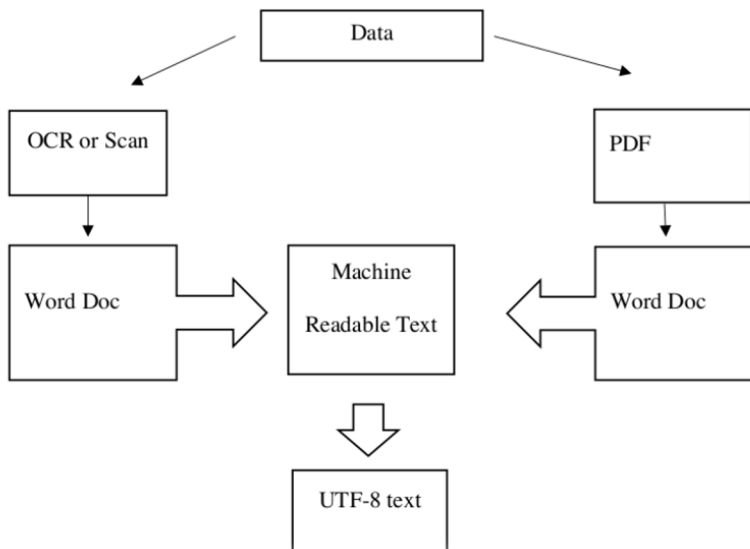 Data
OCR or Scan
PDF
Word Doc
Machine
Readable Text
Word Doc
UTF-8 text